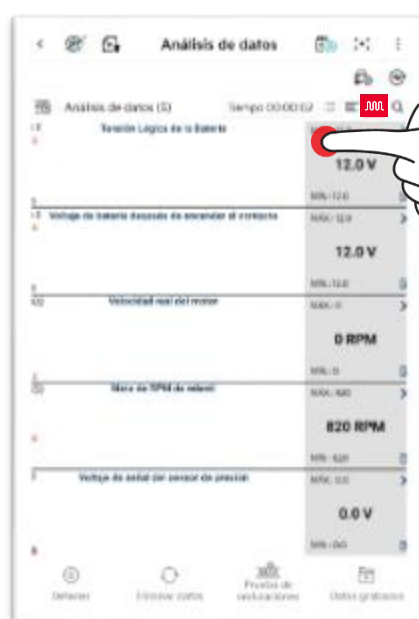 Análisis de datos
Análisis de datos (5) Tiempo 00:00:02
Tensión Lógica de la Batería
12.0 V
MIN.: 12.0
Voltaje de batería después de encender el contacto MAX.: 12.0
12.0 V
MIN.: 12.0
Velocidad real del motor MAX.: 0
0 RPM
MIN.: 0
Meta de RPM de ralentí MAX.: 820
820 RPM
MIN.: 820
Voltaje de señal del sensor de presión MAX.: 0.0
0.0 V
MIN.: 0.0
Detener Eliminar datos Prueba de Datos grabados
ondulaciones